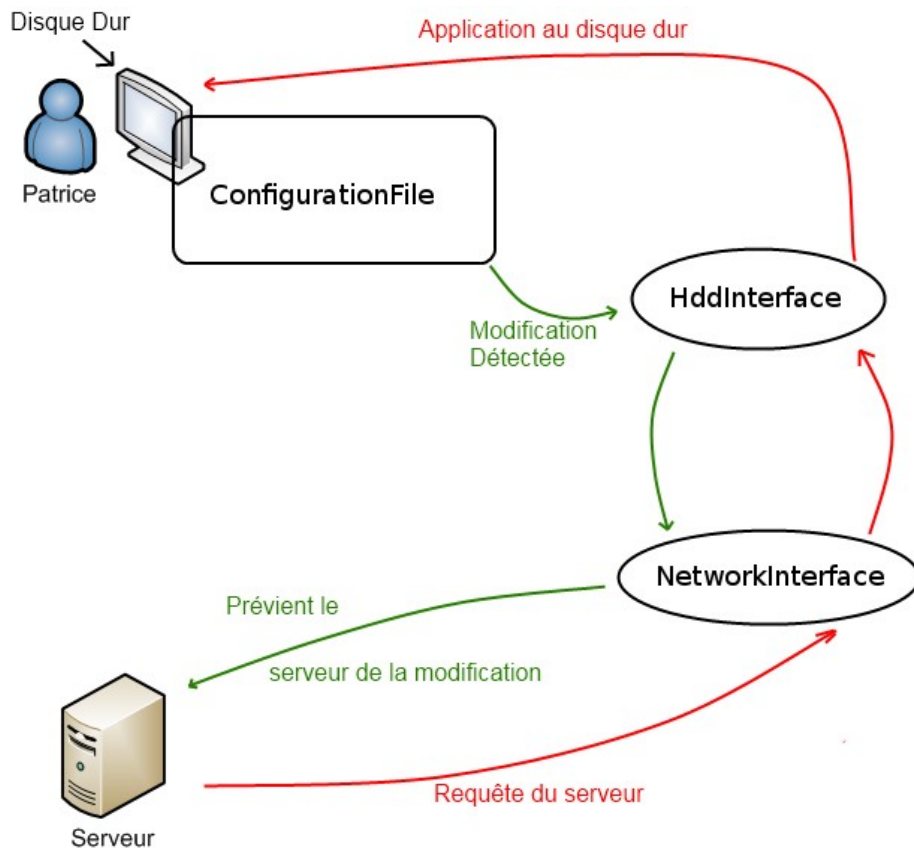 Disque Dur
Application au disque dur
Patrice
ConfigurationFile
HddInterface
Modification
Détectée
NetworkInterface
Prévient le
serveur de la modification
Requête du serveur
Serveur